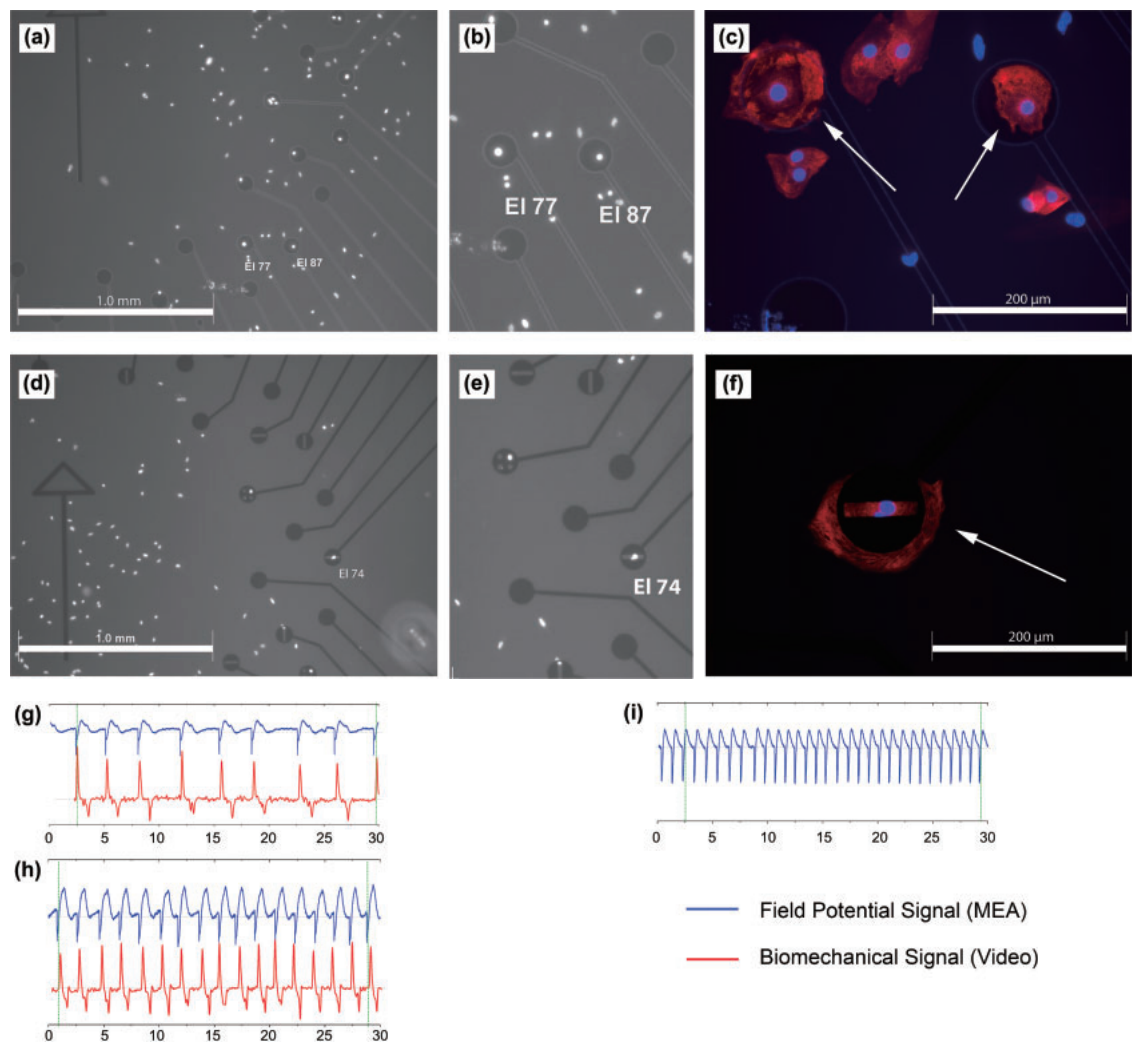 (a)
El 77
El 87
1.0 mm
(b)
El 77
El 87
(c)
200 µm
(d)
El 74
1.0 mm
(e)
El 74
(f)
200 µm
(g)
0 5 10 15 20 25 30
(h)
0 5 10 15 20 25 30
(i)
0 5 10 15 20 25 30
Field Potential Signal (MEA)
Biomechanical Signal (Video)